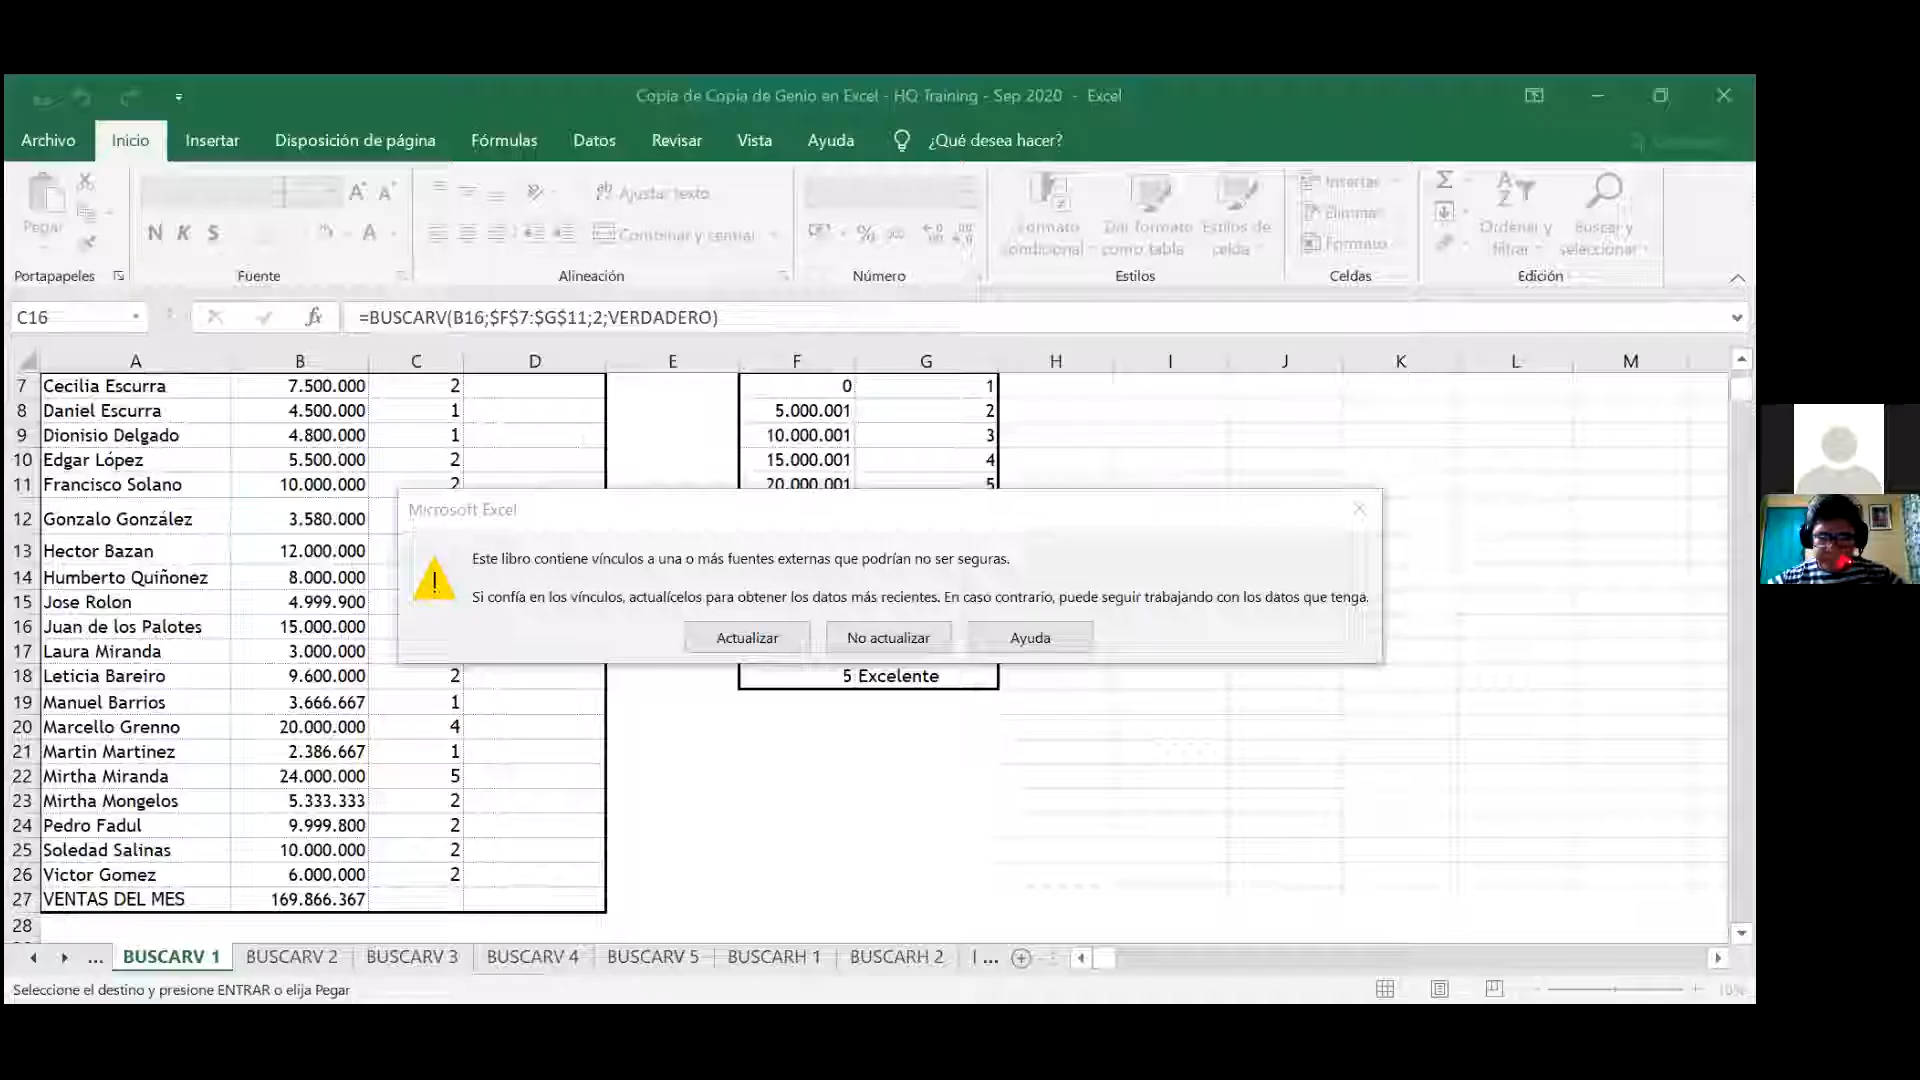 Copia de Copia de Genio en Excel - HQ Training - Sep 2020 - Excel
Archivo Inicio Insertar Disposición de página Fórmulas Datos Revisar Vista Ayuda ¿Qué desea hacer?
Pegar
N K S
Ajustar texto
Combinar y centrar
Formato condicional
Dar formato como tabla
Estilos de celda
Insertar
Eliminar
Formato
Ordenar y filtrar
Buscar y seleccionar
Portapapeles Fuente Alineación Número Estilos Celdas Edición
C16 fx =BUSCARV(B16;$F$7:$G$11;2;VERDADERO)
A B C D E F G H I J K L M
7 Cecilia Escurra 7.500.000 2 0 1
8 Daniel Escurra 4.500.000 1 5.000.001 2
9 Dionisio Delgado 4.800.000 1 10.000.001 3
10 Edgar López 5.500.000 2 15.000.001 4
11 Francisco Solano 10.000.000 2 20.000.001 5
12 Gonzalo González 3.580.000
13 Hector Bazan 12.000.000
14 Humberto Quiñonez 8.000.000
15 Jose Rolon 4.999.900
16 Juan de los Palotes 15.000.000
17 Laura Miranda 3.000.000
18 Leticia Bareiro 9.600.000 2 5 Excelente
19 Manuel Barrios 3.666.667 1
20 Marcello Grenno 20.000.000 4
21 Martin Martinez 2.386.667 1
22 Mirtha Miranda 24.000.000 5
23 Mirtha Mongelos 5.333.333 2
24 Pedro Fadul 9.999.800 2
25 Soledad Salinas 10.000.000 2
26 Victor Gomez 6.000.000 2
27 VENTAS DEL MES 169.866.367
28
Microsoft Excel
Este libro contiene vínculos a una o más fuentes externas que podrían no ser seguras.
Si confía en los vínculos, actualícelos para obtener los datos más recientes. En caso contrario, puede seguir trabajando con los datos que tenga.
Actualizar No actualizar Ayuda
... BUSCARV 1 BUSCARV 2 BUSCARV 3 BUSCARV 4 BUSCARV 5 BUSCARH 1 BUSCARH 2 I ...
Seleccione el destino y presione ENTRAR o elija Pegar